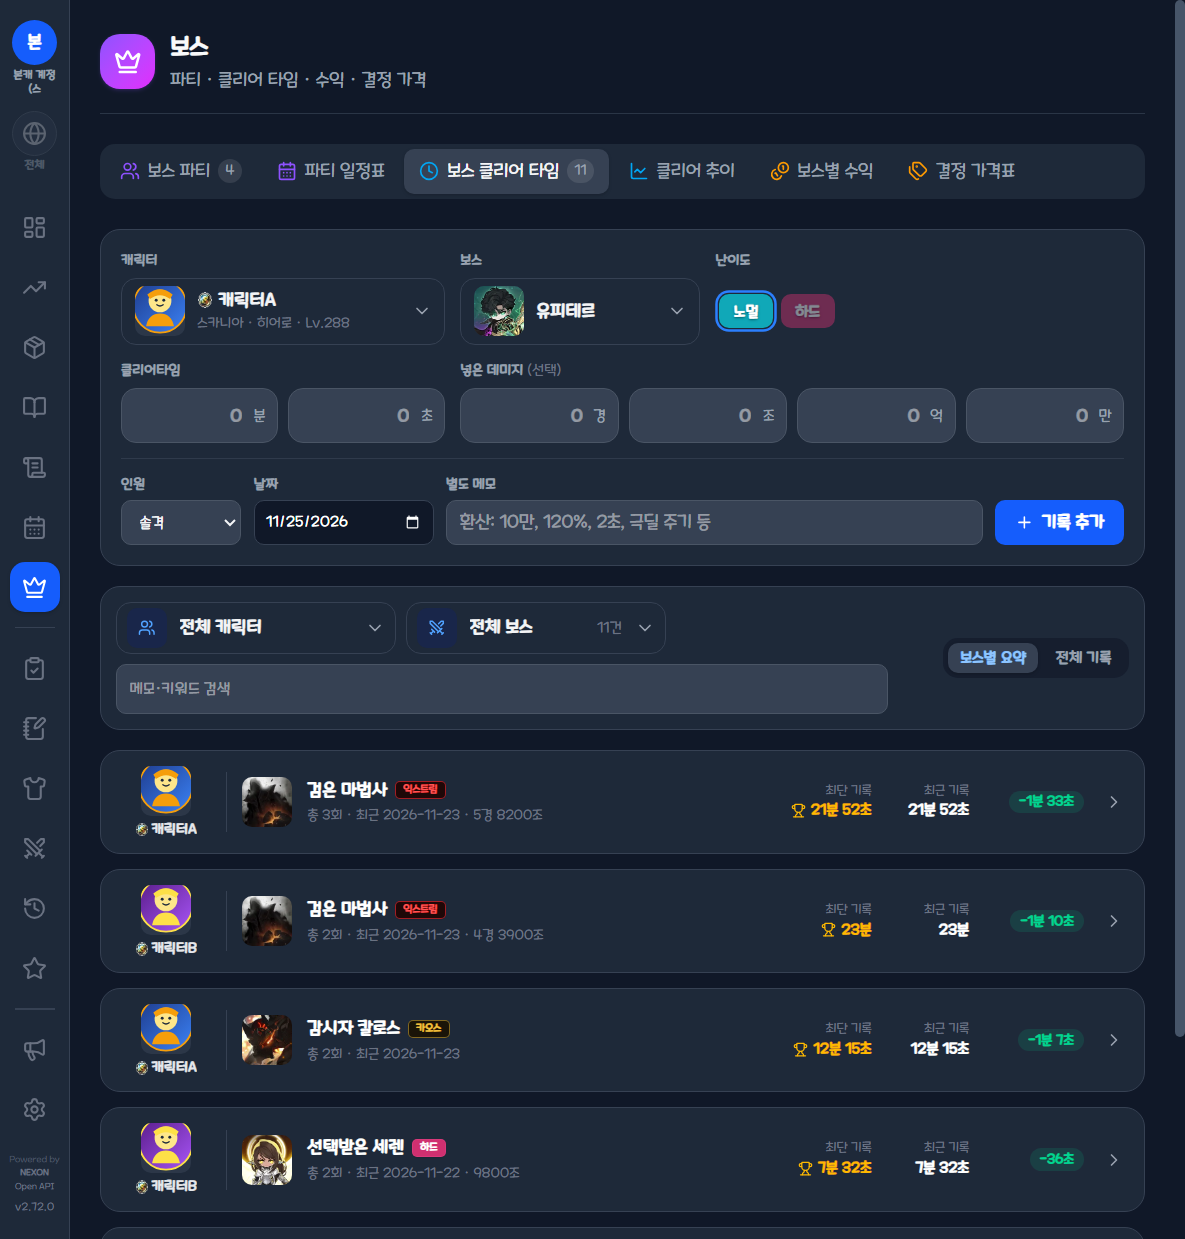 본
본캐 계정
(스
전체
Powered by
NEXON
Open API
v2.72.0
보스
파티 · 클리어 타임 · 수익 · 결정 가격
보스 파티 4
파티 일정표
보스 클리어 타임 11
클리어 추이
보스별 수익
결정 가격표
캐릭터
보스
난이도
캐릭터A
스카니아 · 히어로 · Lv.288
유피테르
노멀
하드
클리어타임
넣은 데미지 (선택)
0 분
0 초
0 경
0 조
0 억
0 만
인원
날짜
별도 메모
솔격
11/25/2026
환산: 10만, 120%, 2초, 극딜 주기 등
+ 기록 추가
전체 캐릭터
전체 보스 11건
보스별 요약
전체 기록
메모·키워드 검색
캐릭터A
검은 마법사 익스트림
총 3회 · 최근 2026-11-23 · 5경 8200조
최단 기록
21분 52초
최근 기록
21분 52초
-1분 33초
캐릭터B
검은 마법사 익스트림
총 2회 · 최근 2026-11-23 · 4경 3900조
최단 기록
23분
최근 기록
23분
-1분 10초
캐릭터A
감시자 칼로스 카오스
총 2회 · 최근 2026-11-23
최단 기록
12분 15초
최근 기록
12분 15초
-1분 7초
캐릭터B
선택받은 세렌 하드
총 2회 · 최근 2026-11-22 · 9800조
최단 기록
7분 32초
최근 기록
7분 32초
-36초